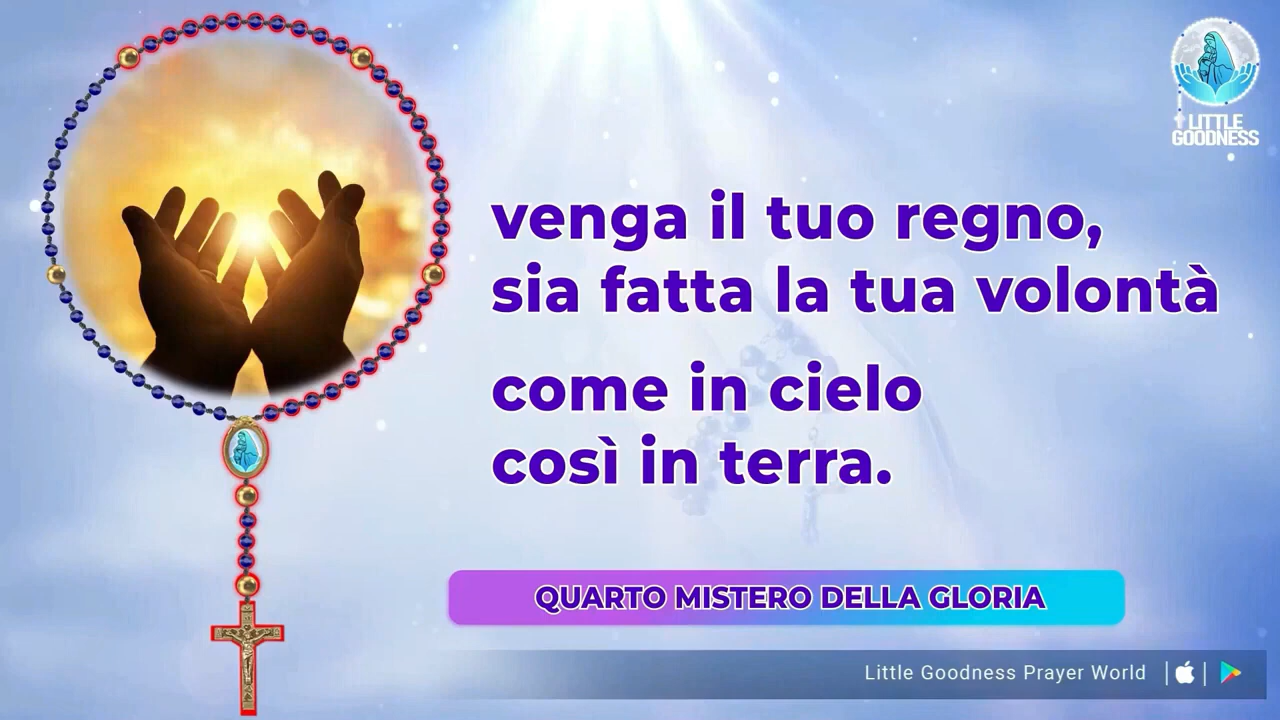 LITTLE
GOODNESS
venga il tuo regno,
sia fatta la tua volontà
come in cielo
così in terra.
QUARTO MISTERO DELLA GLORIA
Little Goodness Prayer World